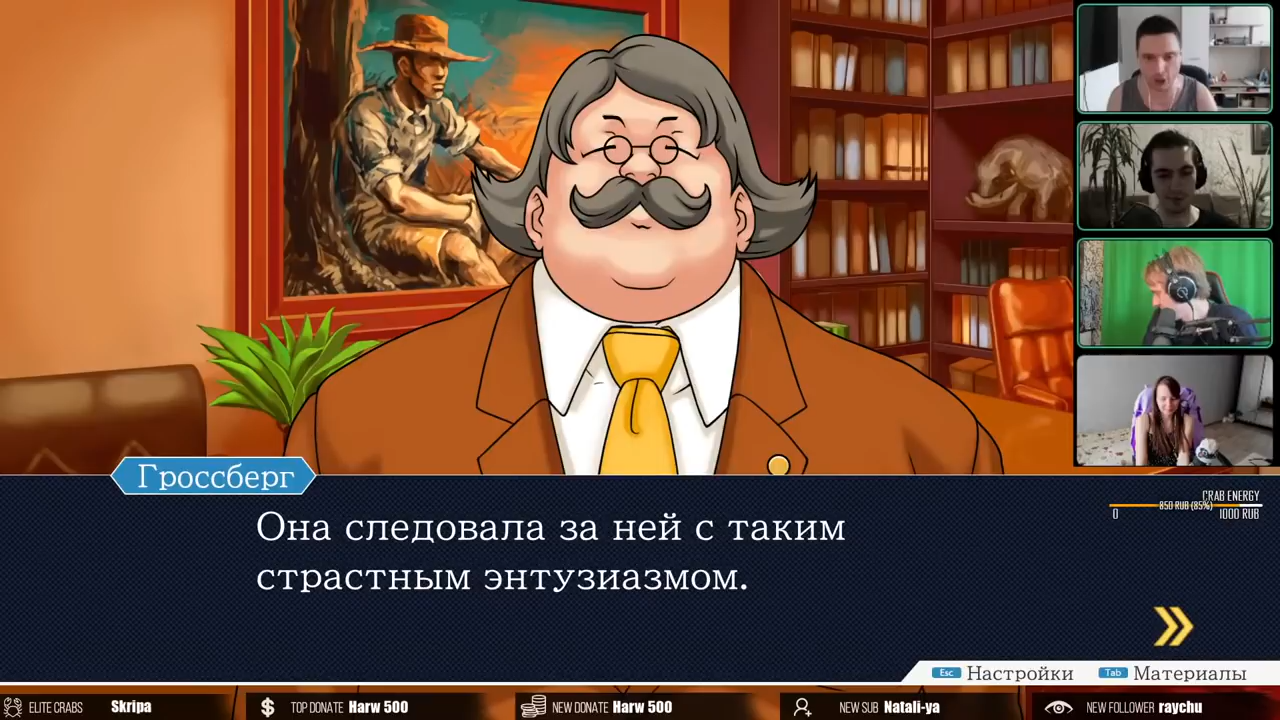 Гроссберг
Она следовала за ней с таким
страстным энтузиазмом.
CRAB ENERGY
850 RUB (85%)
0 1000 RUB
Esc Настройки Tab Материалы
ELITE CRABS Skripa $ TOP DONATE Harw 500 NEW DONATE Harw 500 NEW SUB Natali-ya NEW FOLLOWER raychu